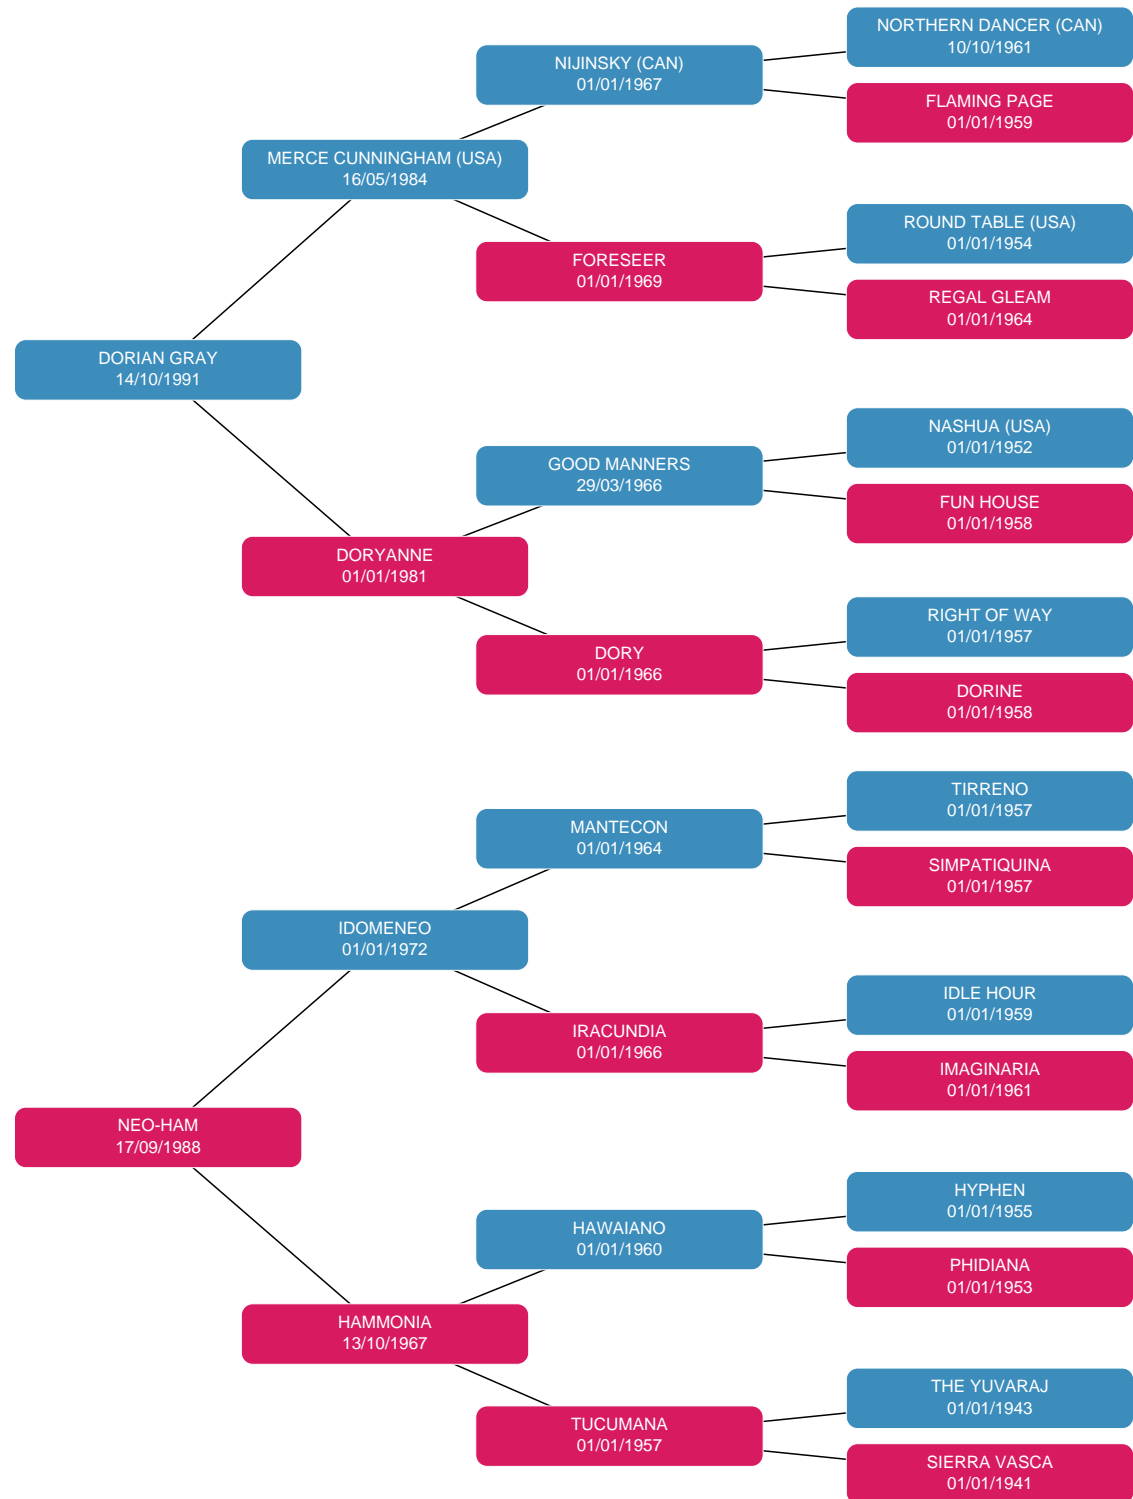 NORTHERN DANCER (CAN)
10/10/1961
NIJINSKY (CAN)
01/01/1967
FLAMING PAGE
01/01/1959
MERCE CUNNINGHAM (USA)
16/05/1984
ROUND TABLE (USA)
01/01/1954
FORESEER
01/01/1969
REGAL GLEAM
01/01/1964
DORIAN GRAY
14/10/1991
NASHUA (USA)
01/01/1952
GOOD MANNERS
29/03/1966
FUN HOUSE
01/01/1958
DORYANNE
01/01/1981
RIGHT OF WAY
01/01/1957
DORY
01/01/1966
DORINE
01/01/1958
TIRRENO
01/01/1957
MANTECON
01/01/1964
SIMPATIQUINA
01/01/1957
IDOMENEO
01/01/1972
IDLE HOUR
01/01/1959
IRACUNDIA
01/01/1966
IMAGINARIA
01/01/1961
NEO-HAM
17/09/1988
HYPHEN
01/01/1955
HAWAIANO
01/01/1960
PHIDIANA
01/01/1953
HAMMONIA
13/10/1967
THE YUVARAJ
01/01/1943
TUCUMANA
01/01/1957
SIERRA VASCA
01/01/1941